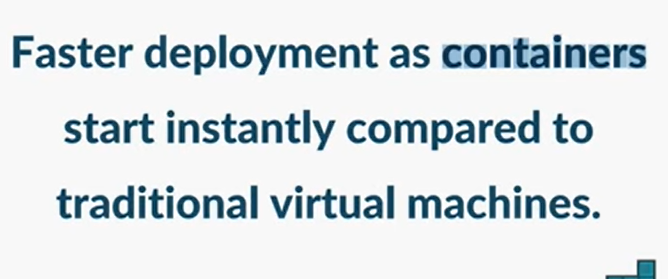 Faster deployment as containers
start instantly compared to
traditional virtual machines.